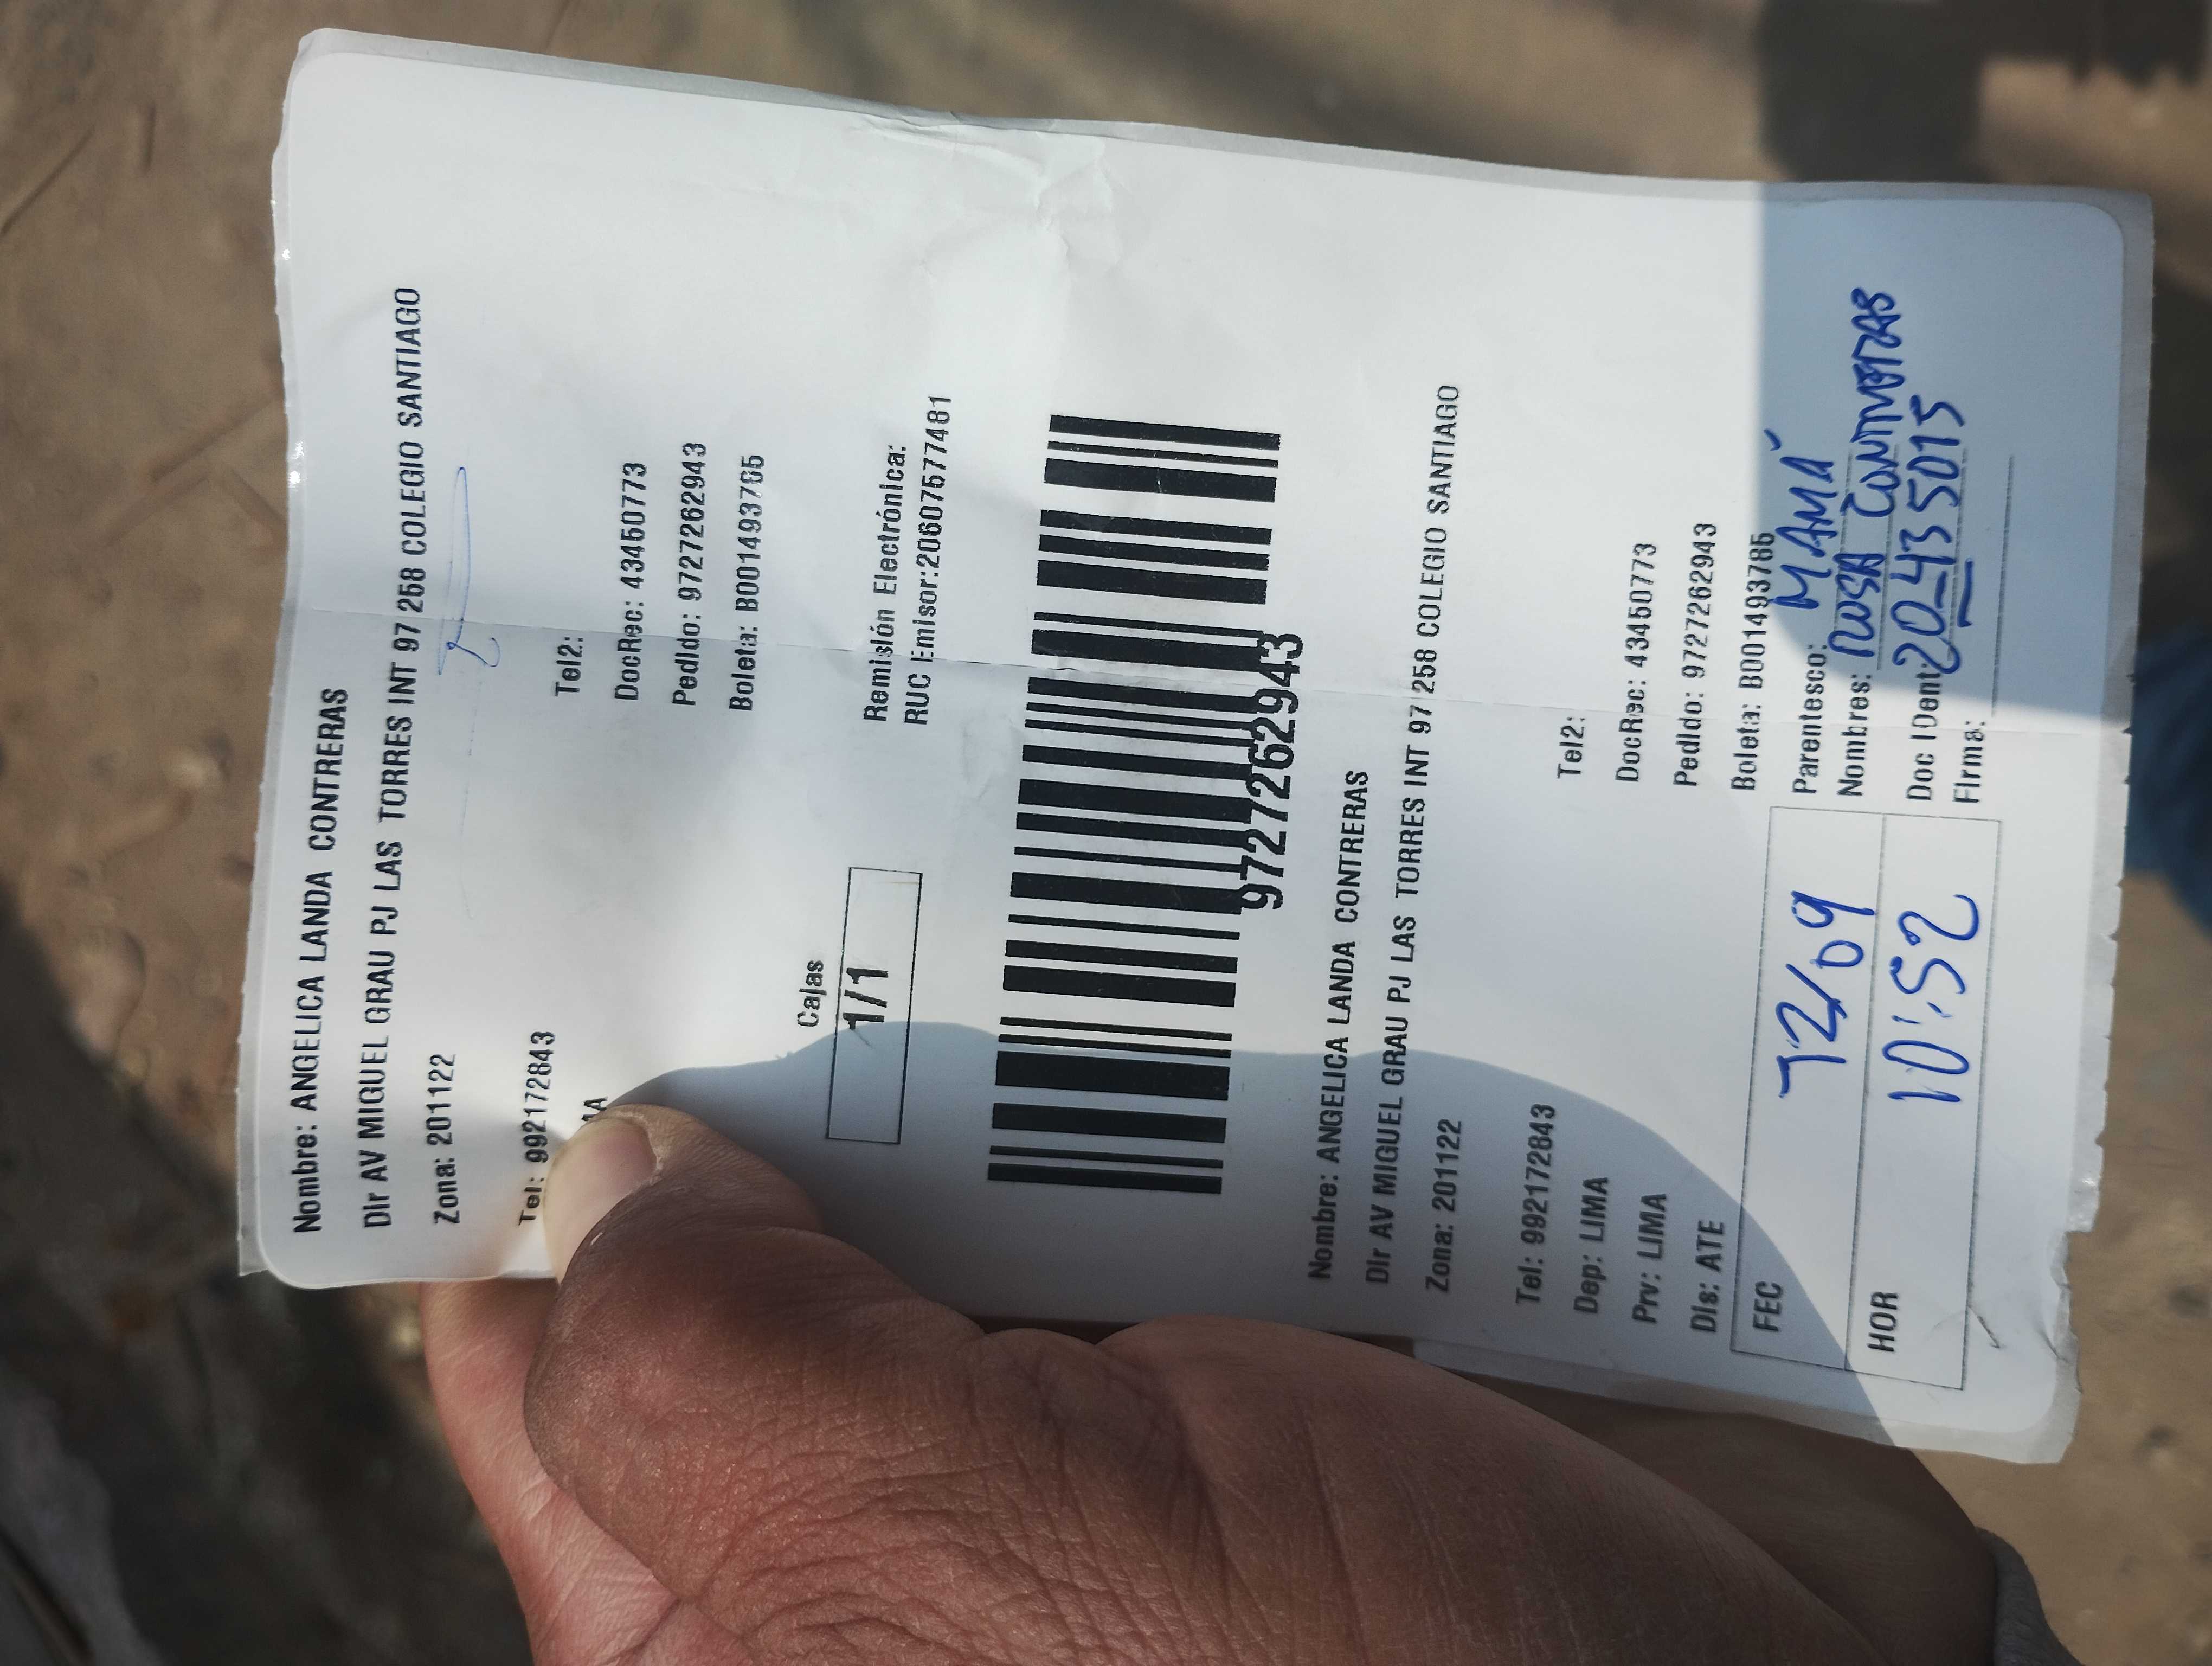 Nombre: ANGELICA LANDA CONTRERAS
Dir AV MIGUEL GRAU PJ LAS TORRES INT 97 258 COLEGIO SANTIAGO
Zona: 201122
Tel: 992172843
Tel2:
DocRec: 43450773
Pedido: 9727262943
Boleta: B001493785
Cajas
1/1
Remisión Electrónica:
RUC Emisor:20607577481
9727262943
Nombre: ANGELICA LANDA CONTRERAS
Dir AV MIGUEL GRAU PJ LAS TORRES INT 97 258 COLEGIO SANTIAGO
Zona: 201122
Tel: 992172843
Tel2:
Dep: LIMA
DocRec: 43450773
Prv: LIMA
Pedido: 9727262943
Dis: ATE
Boleta: B001493785
FEC 12/09
Parentesco: MAMÁ
Nombres: ROSA CONTRERAS
HOR 10:52
Doc IDent 20435015
Firma: